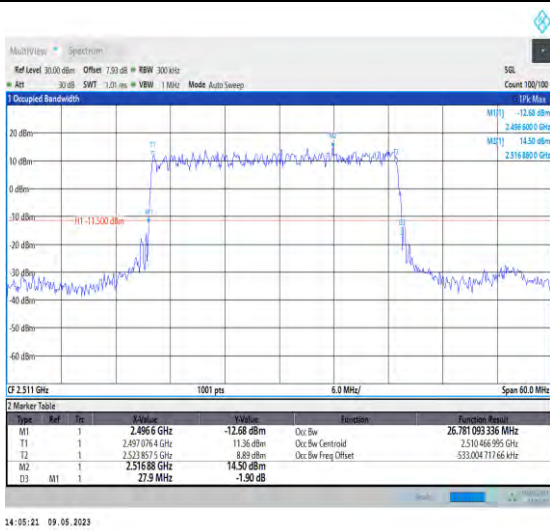 MultiView Spectrum
Ref Level 30.00 dBm Offset 7.93 dB RBW 300 kHz SGL
Att 30 dB SWT 1.01 ms VBW 1 MHz Mode Auto Sweep Count 100/100
1 Occupied Bandwidth 1Pk Max
M1[1] -12.68 dBm
2.496 600 0 GHz
M2[1] 14.50 dBm
2.516 880 0 GHz
20 dBm
10 dBm
0 dBm
-10 dBm
H1 -11.500 dBm
-20 dBm
-30 dBm
-40 dBm
-50 dBm
-60 dBm
T1
M2
T2
M1
D3
CF 2.511 GHz 1001 pts 6.0 MHz/ Span 60.0 MHz
2 Marker Table
Type Ref Trc X-Value Y-Value Function Function Result
M1 1 2.496 6 GHz -12.68 dBm Occ Bw 26.781 093 336 MHz
T1 1 2.497 076 4 GHz 11.36 dBm Occ Bw Centroid 2.510 466 995 GHz
T2 1 2.523 857 5 GHz 8.89 dBm Occ Bw Freq Offset -533.004 717 66 kHz
M2 1 2.516 88 GHz 14.50 dBm
D3 M1 1 27.9 MHz -1.90 dB
Ready
14:05:21 09.05.2023